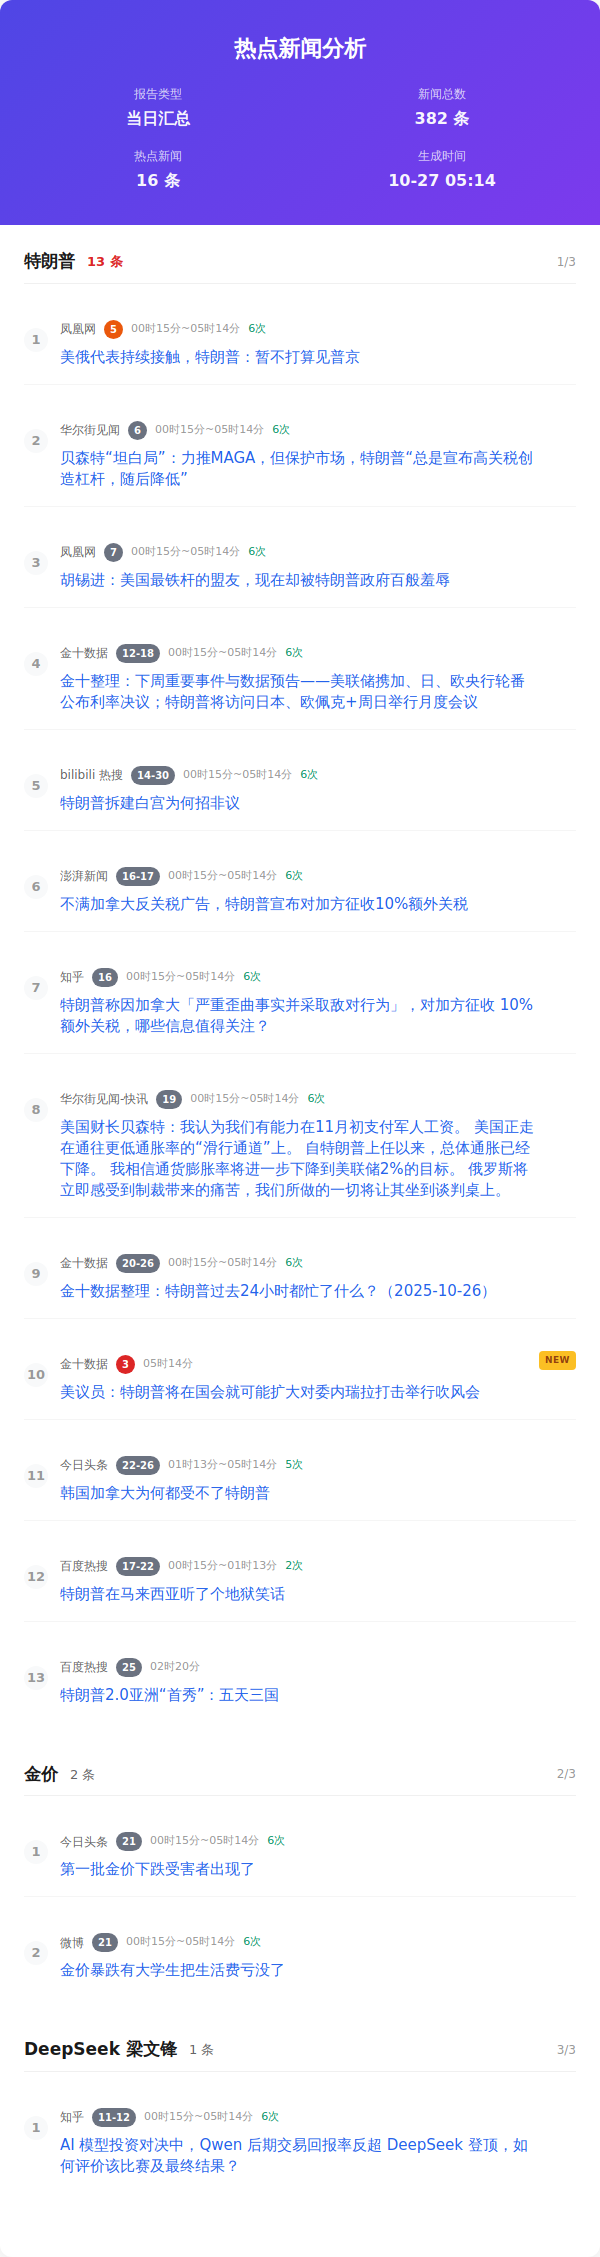 热点新闻分析
报告类型
新闻总数
当日汇总
382 条
热点新闻
生成时间
16 条
10-27 05:14
特朗普 13 条 1/3
1
凤凰网 5 00时15分~05时14分 6次
美俄代表持续接触，特朗普：暂不打算见普京
2
华尔街见闻 6 00时15分~05时14分 6次
贝森特“坦白局”：力推MAGA，但保护市场，特朗普“总是宣布高关税创
造杠杆，随后降低”
3
凤凰网 7 00时15分~05时14分 6次
胡锡进：美国最铁杆的盟友，现在却被特朗普政府百般羞辱
4
金十数据 12-18 00时15分~05时14分 6次
金十整理：下周重要事件与数据预告——美联储携加、日、欧央行轮番
公布利率决议；特朗普将访问日本、欧佩克+周日举行月度会议
5
bilibili 热搜 14-30 00时15分~05时14分 6次
特朗普拆建白宫为何招非议
6
澎湃新闻 16-17 00时15分~05时14分 6次
不满加拿大反关税广告，特朗普宣布对加方征收10%额外关税
7
知乎 16 00时15分~05时14分 6次
特朗普称因加拿大「严重歪曲事实并采取敌对行为」，对加方征收 10%
额外关税，哪些信息值得关注？
8
华尔街见闻-快讯 19 00时15分~05时14分 6次
美国财长贝森特：我认为我们有能力在11月初支付军人工资。 美国正走
在通往更低通胀率的“滑行通道”上。 自特朗普上任以来，总体通胀已经
下降。 我相信通货膨胀率将进一步下降到美联储2%的目标。 俄罗斯将
立即感受到制裁带来的痛苦，我们所做的一切将让其坐到谈判桌上。
9
金十数据 20-26 00时15分~05时14分 6次
金十数据整理：特朗普过去24小时都忙了什么？（2025-10-26）
10
金十数据 3 05时14分 NEW
美议员：特朗普将在国会就可能扩大对委内瑞拉打击举行吹风会
11
今日头条 22-26 01时13分~05时14分 5次
韩国加拿大为何都受不了特朗普
12
百度热搜 17-22 00时15分~01时13分 2次
特朗普在马来西亚听了个地狱笑话
13
百度热搜 25 02时20分
特朗普2.0亚洲“首秀”：五天三国
金价 2 条 2/3
1
今日头条 21 00时15分~05时14分 6次
第一批金价下跌受害者出现了
2
微博 21 00时15分~05时14分 6次
金价暴跌有大学生把生活费亏没了
DeepSeek 梁文锋 1 条 3/3
1
知乎 11-12 00时15分~05时14分 6次
AI 模型投资对决中，Qwen 后期交易回报率反超 DeepSeek 登顶，如
何评价该比赛及最终结果？